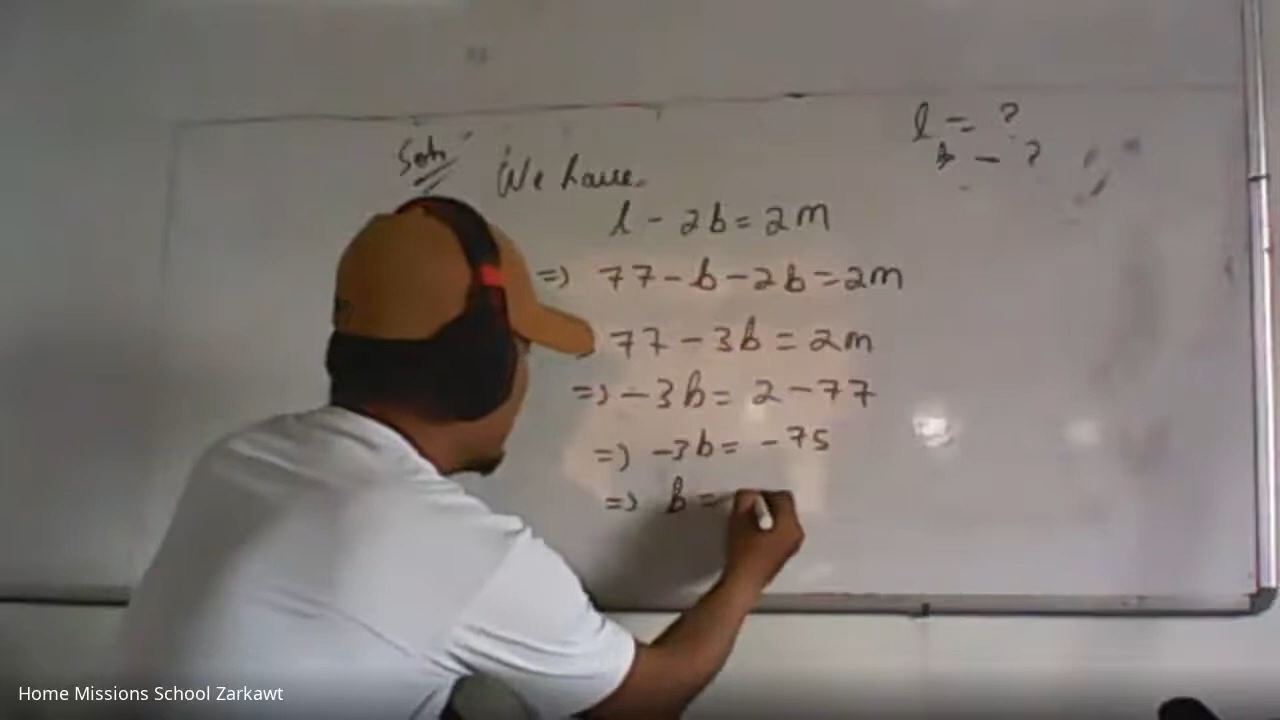 l = ?
b = ?
Soln
We have.
l - 2b = 2m
=> 77 - b - 2b = 2m
77 - 3b = 2m
=> -3b = 2 - 77
=> -3b = -75
=> b =
Home Missions School Zarkawt